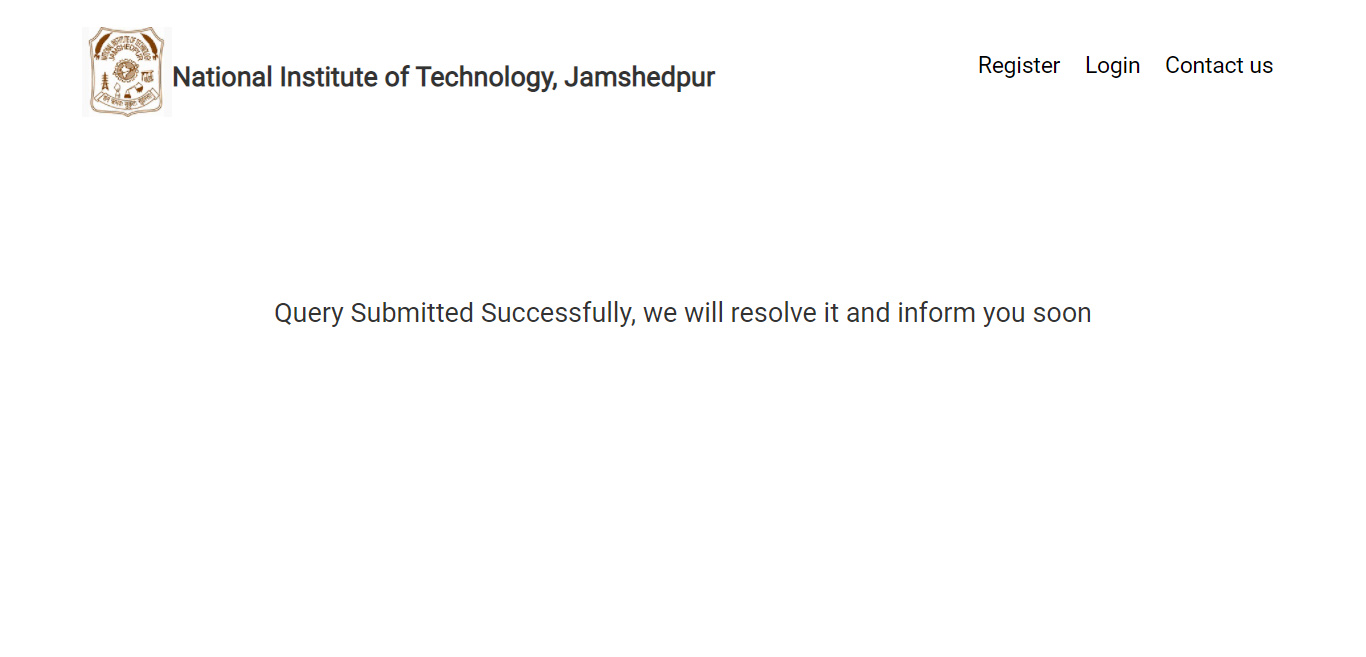 National Institute of Technology, Jamshedpur
Register
Login
Contact us
Query Submitted Successfully, we will resolve it and inform you soon